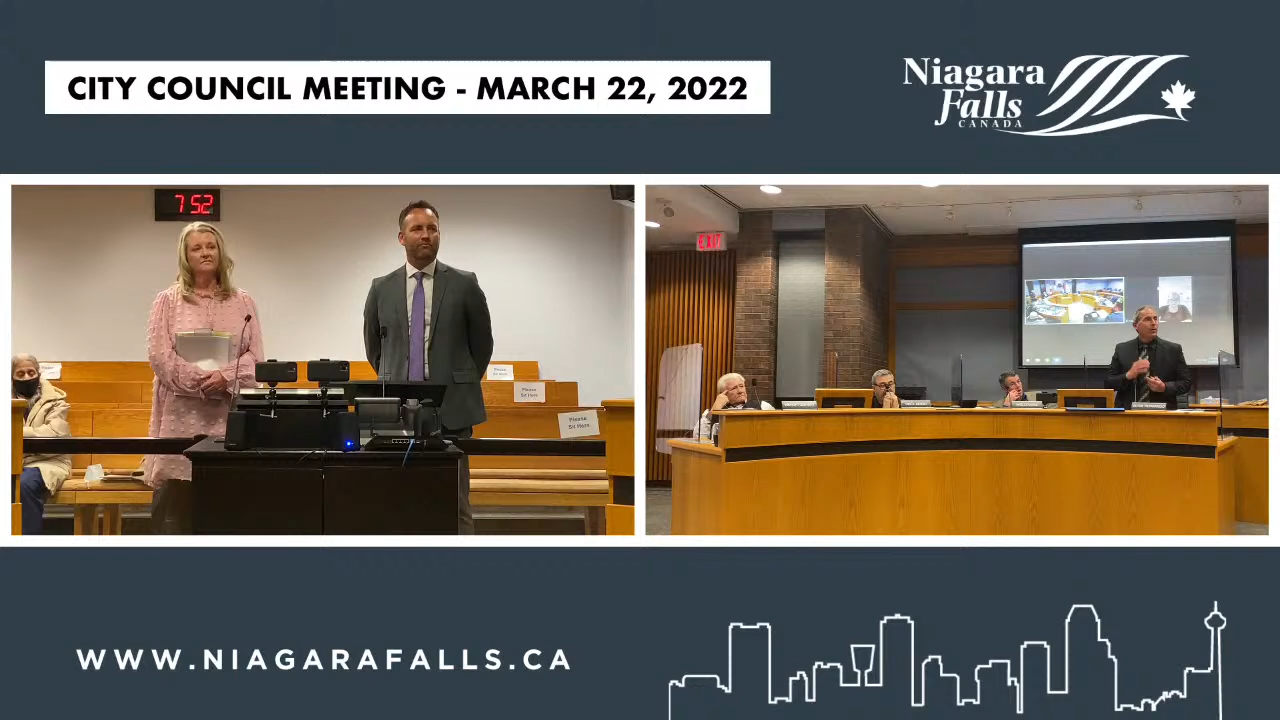 CITY COUNCIL MEETING - MARCH 22, 2022
Niagara
Falls
CANADA
7 52
EXIT
Please
Sit Here
Please
Sit Here
WWW.NIAGARAFALLS.CA